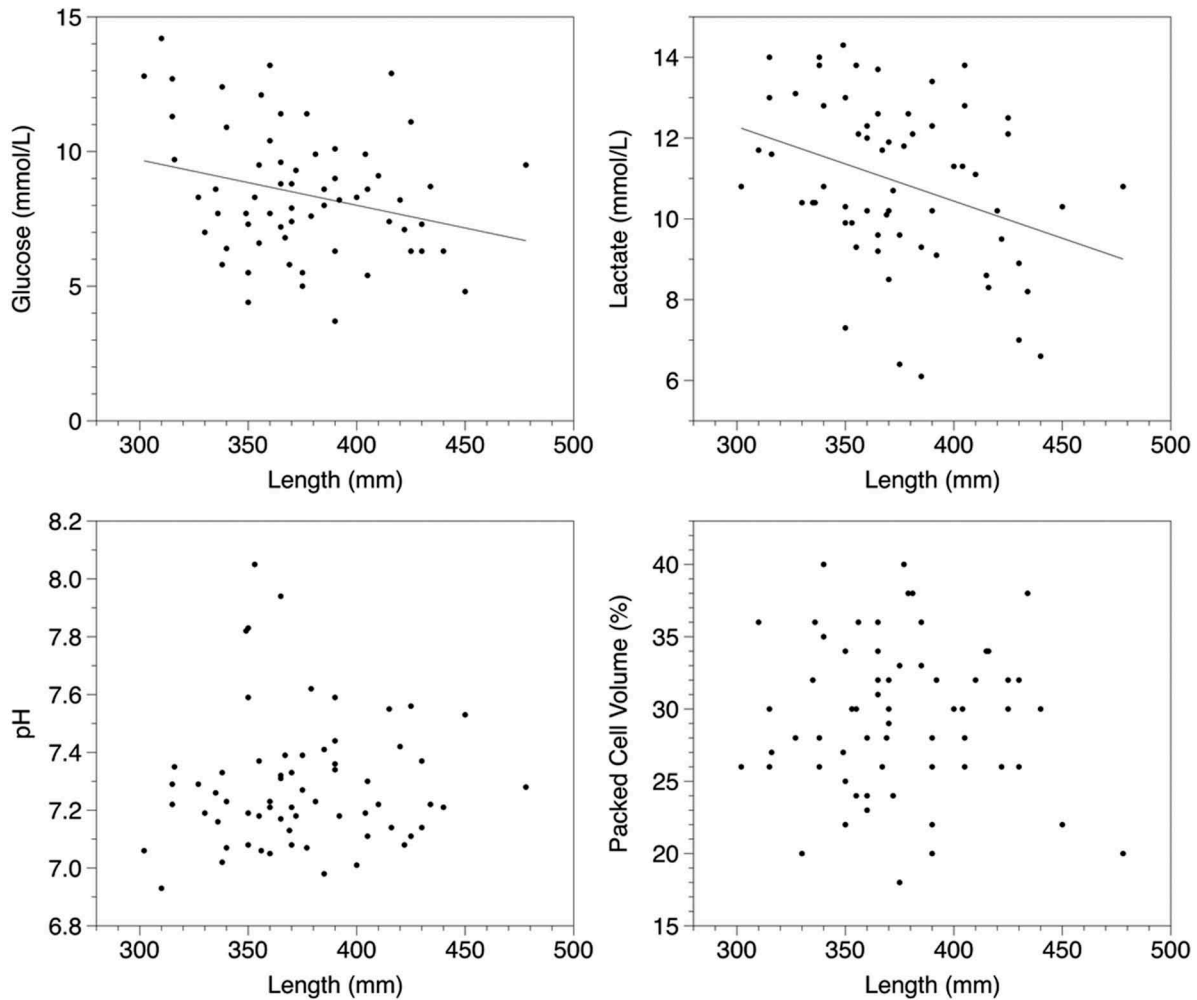 15
10
5
0
Glucose (mmol/L)
300 350 400 450 500
Length (mm)
14
12
10
8
6
Lactate (mmol/L)
300 350 400 450 500
Length (mm)
8.2
8.0
7.8
7.6
7.4
7.2
7.0
6.8
pH
300 350 400 450 500
Length (mm)
40
35
30
25
20
15
Packed Cell Volume (%)
300 350 400 450 500
Length (mm)